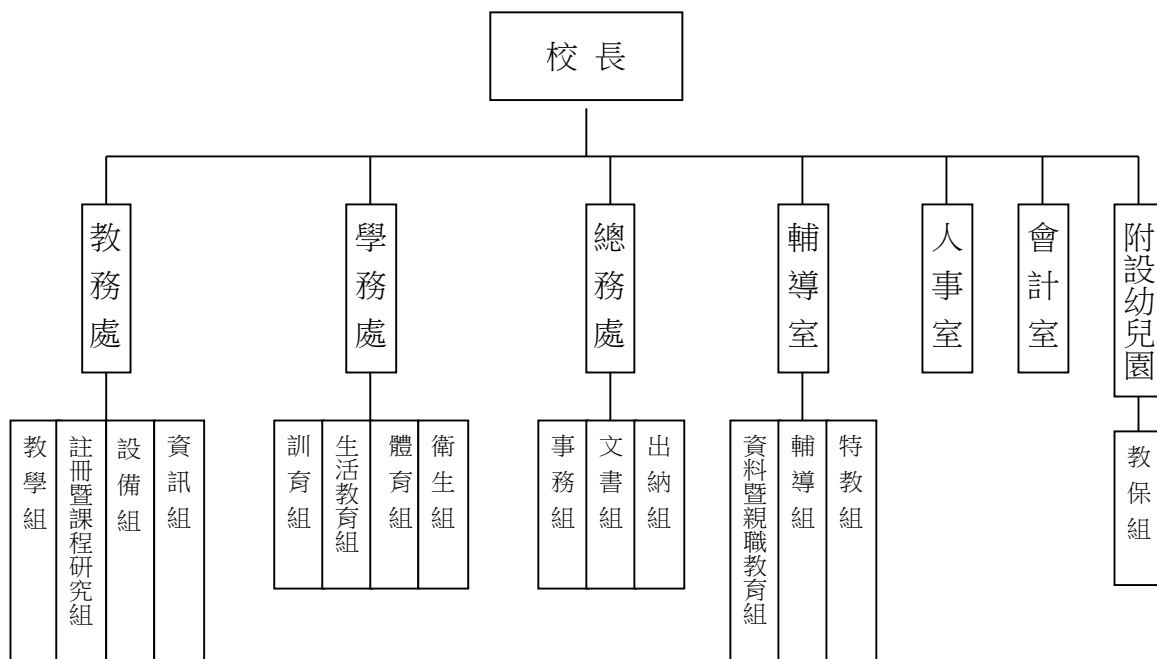 校長
教務處
學務處
總務處
輔導室
人事室
會計室
附設幼兒園
教學組
註冊暨課程研究組
設備組
資訊組
訓育組
生活教育組
體育組
衛生組
事務組
文書組
出納組
資料暨親職教育組
輔導組
特教組
教保組